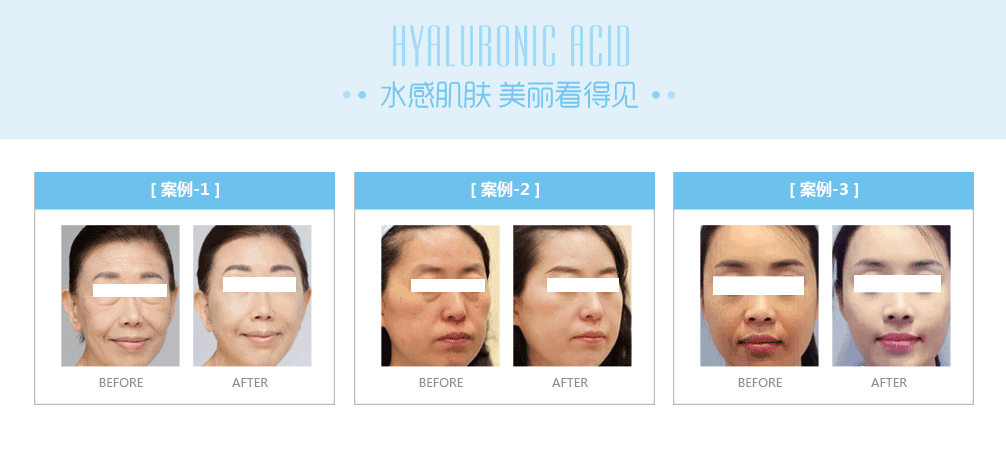 HYALURONIC ACID
水感肌肤 美丽看得见
[ 案例-1 ]
BEFORE
AFTER
[ 案例-2 ]
BEFORE
AFTER
[ 案例-3 ]
BEFORE
AFTER